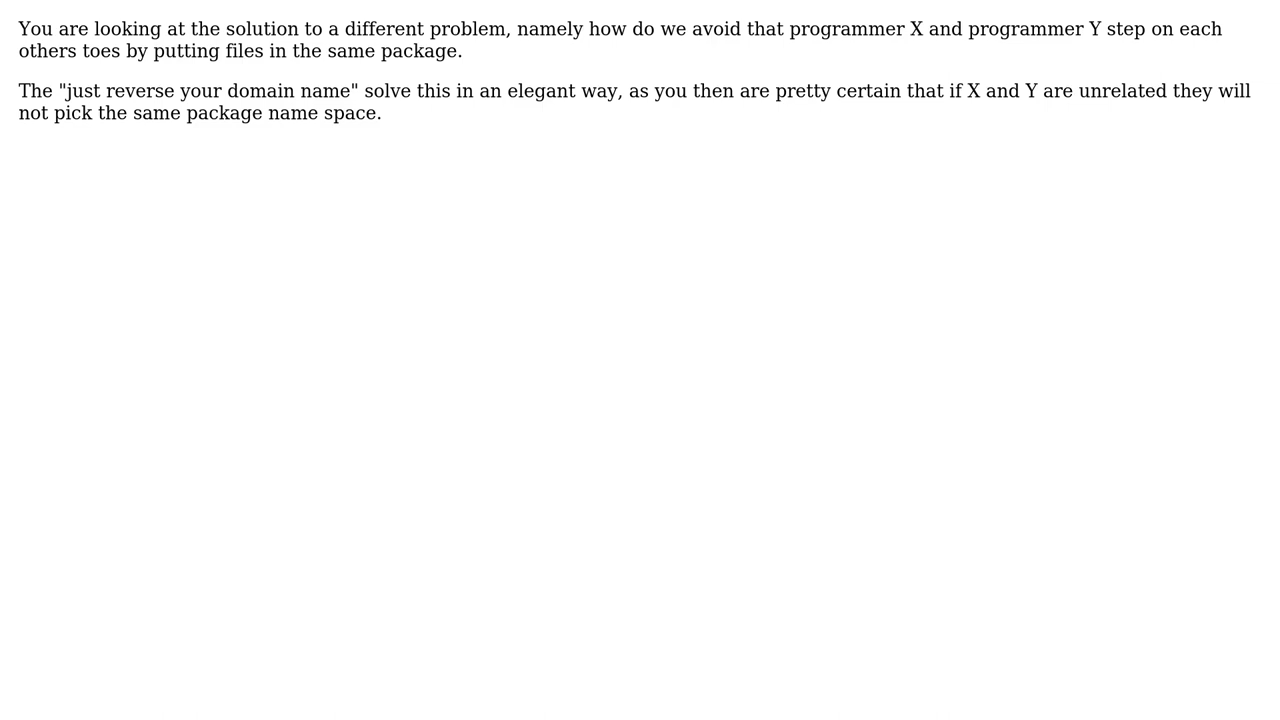 You are looking at the solution to a different problem, namely how do we avoid that programmer X and programmer Y step on each
others toes by putting files in the same package.
The "just reverse your domain name" solve this in an elegant way, as you then are pretty certain that if X and Y are unrelated they will
not pick the same package name space.